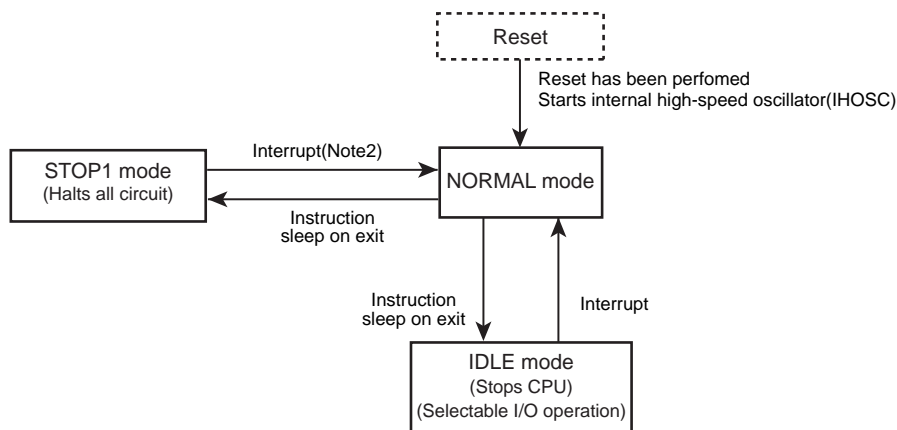 Reset
Reset has been perfomed
Starts internal high-speed oscillator(IHOSC)
Interrupt(Note2)
STOP1 mode
(Halts all circuit)
NORMAL mode
Instruction
sleep on exit
Instruction
sleep on exit
Interrupt
IDLE mode
(Stops CPU)
(Selectable I/O operation)